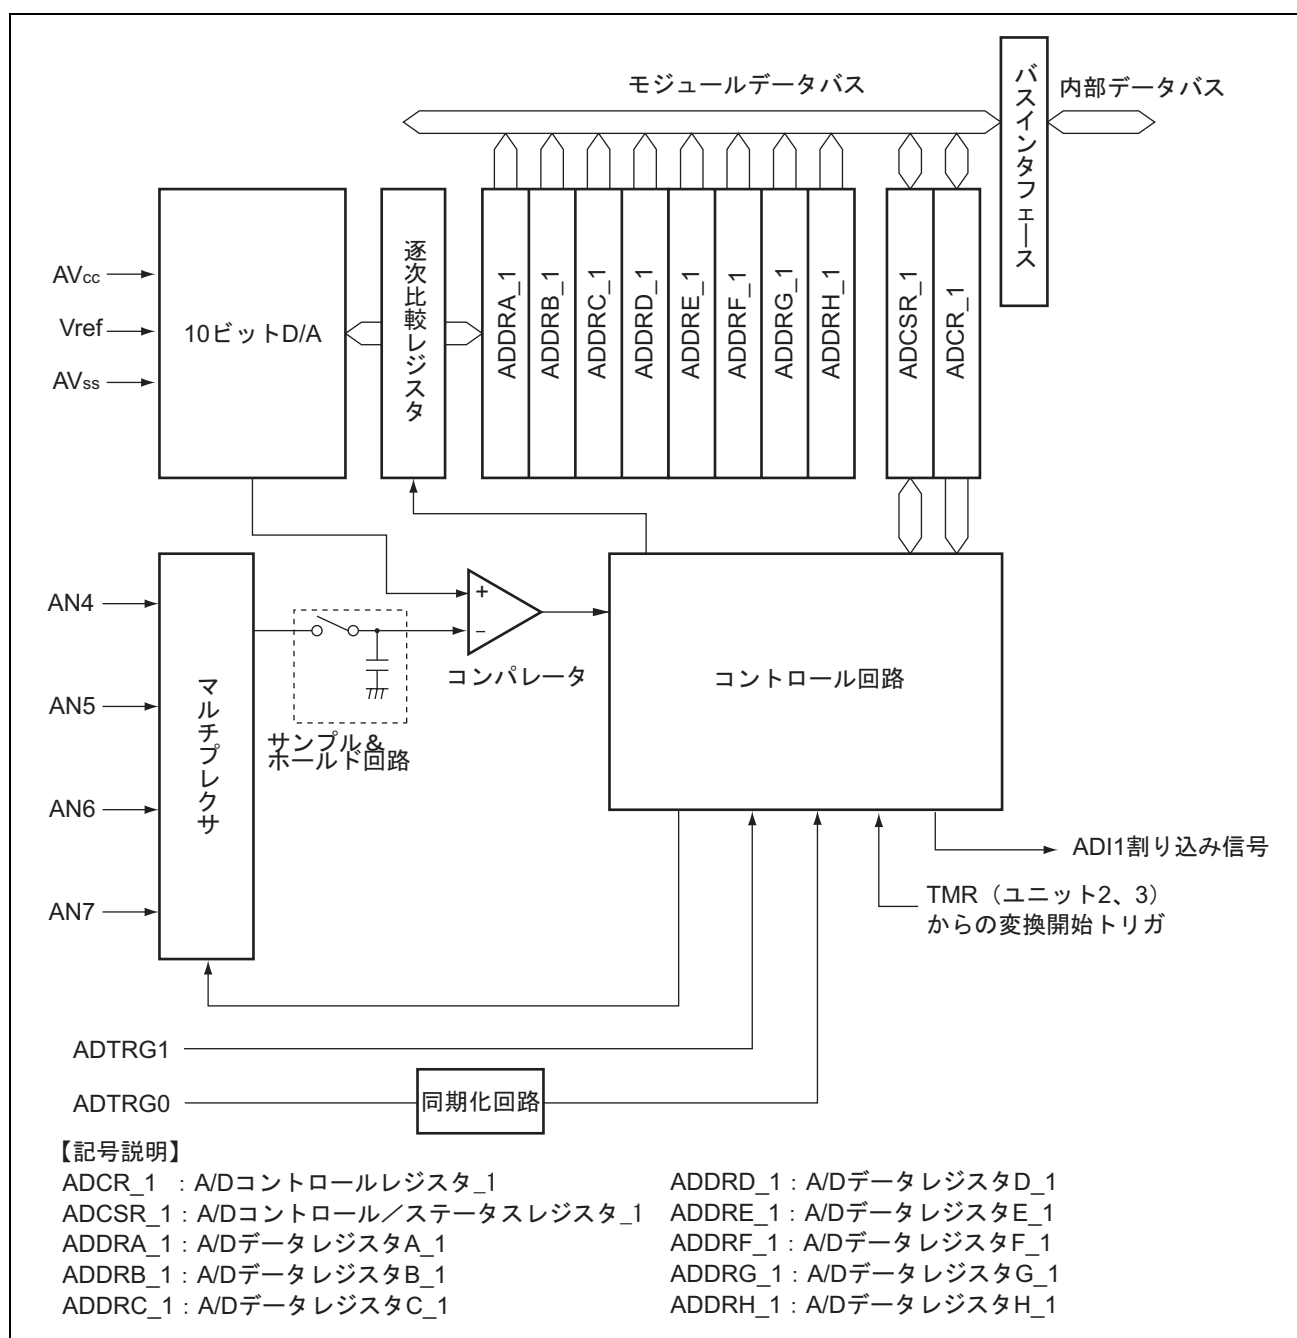 モジュールデータバス
内部データバス
バスインタフェース
AVcc
Vref
AVss
10ビットD/A
逐次比較レジスタ
ADDRA_1
ADDRB_1
ADDRC_1
ADDRD_1
ADDRE_1
ADDRF_1
ADDRG_1
ADDRH_1
ADCSR_1
ADCR_1
AN4
AN5
AN6
AN7
マルチプレクサ
+
−
コンパレータ
サンプル&
ホールド回路
コントロール回路
ADI1割り込み信号
TMR(ユニット2、3)
からの変換開始トリガ
ADTRG1
ADTRG0
同期化回路
【記号説明】
ADCR_1 :A/Dコントロールレジスタ_1
ADCSR_1:A/Dコントロール/ステータスレジスタ_1
ADDRA_1:A/DデータレジスタA_1
ADDRB_1:A/DデータレジスタB_1
ADDRC_1:A/DデータレジスタC_1
ADDRD_1:A/DデータレジスタD_1
ADDRE_1:A/DデータレジスタE_1
ADDRF_1:A/DデータレジスタF_1
ADDRG_1:A/DデータレジスタG_1
ADDRH_1:A/DデータレジスタH_1